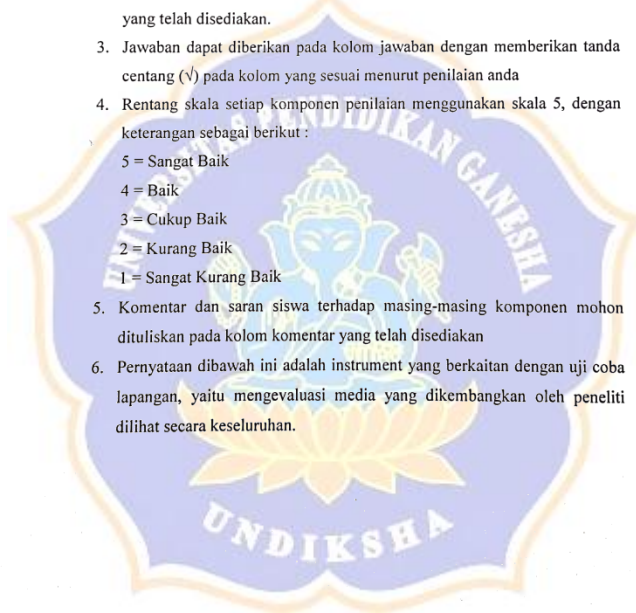 yang telah disediakan.
3. Jawaban dapat diberikan pada kolom jawaban dengan memberikan tanda
centang (√) pada kolom yang sesuai menurut penilaian anda
4. Rentang skala setiap komponen penilaian menggunakan skala 5, dengan
keterangan sebagai berikut :
5 = Sangat Baik
4 = Baik
3 = Cukup Baik
2 = Kurang Baik
1 = Sangat Kurang Baik
5. Komentar dan saran siswa terhadap masing-masing komponen mohon
dituliskan pada kolom komentar yang telah disediakan
6. Pernyataan dibawah ini adalah instrument yang berkaitan dengan uji coba
lapangan, yaitu mengevaluasi media yang dikembangkan oleh peneliti
dilihat secara keseluruhan.
UNIVERSITAS PENDIDIKAN GANESHA
UNDIKSHA